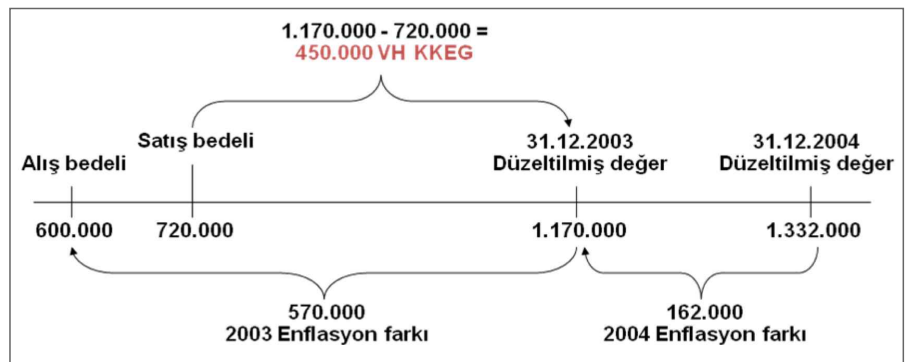 1.170.000 - 720.000 =
450.000 VH KKEG
Satış bedeli
31.12.2003
31.12.2004
Alış bedeli
Düzeltilmiş değer
Düzeltilmiş değer
600.000
720.000
1.170.000
1.332.000
570.000
2003 Enflasyon farkı
162.000
2004 Enflasyon farkı